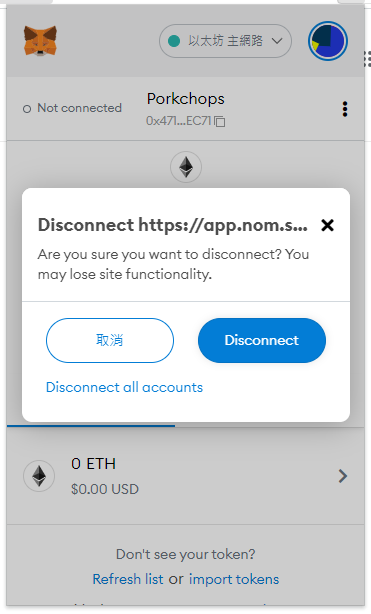 以太坊 主網路
Not connected
Porkchops
0x471...EC71
Disconnect https://app.nom.s...
Are you sure you want to disconnect? You
may lose site functionality.
取消
Disconnect
Disconnect all accounts
0 ETH
$0.00 USD
Don't see your token?
Refresh list or import tokens